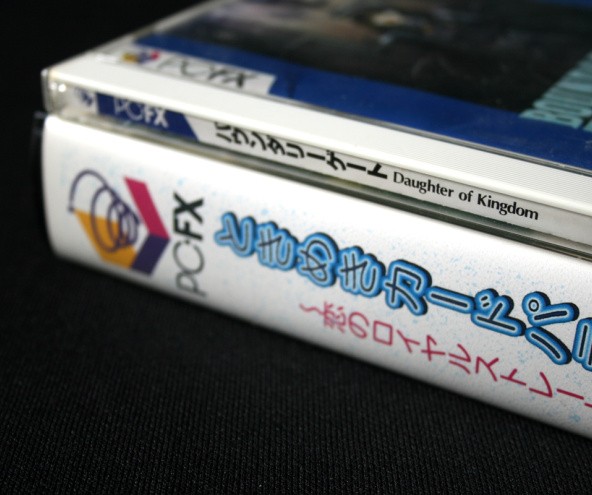 PC-FX
BOUN
PC-FX
バウンダリーゲート Daughter of Kingdom
PC-FX
ときめきカードパラ
～恋のロイヤルストレー